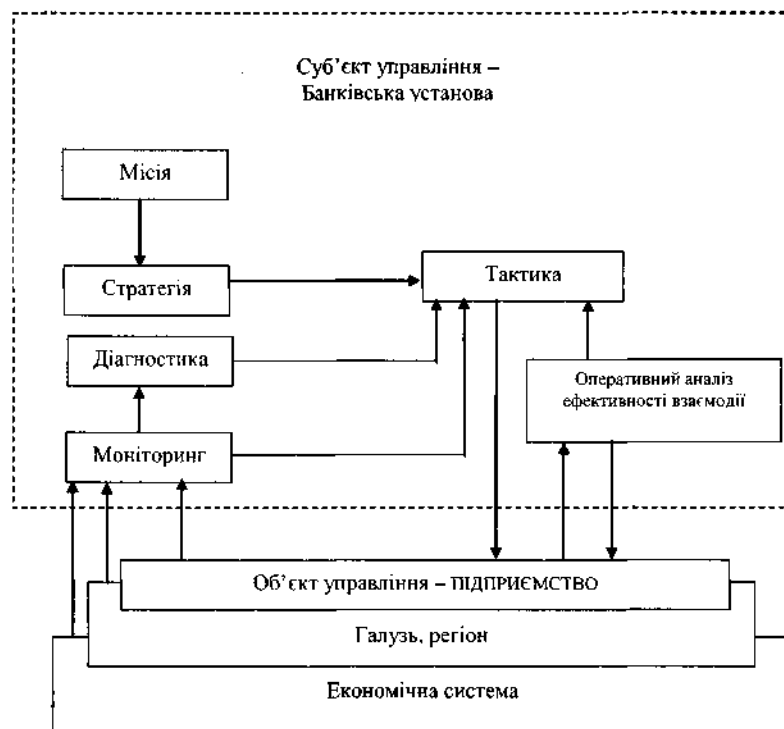 Суб’єкт управління –
Банківська установа
Місія
Стратегія
Тактика
Діагностика
Оперативний аналіз
ефективності взаємодії
Моніторинг
Об’єкт управління – ПІДПРИЄМСТВО
Галузь, регіон
Економічна система